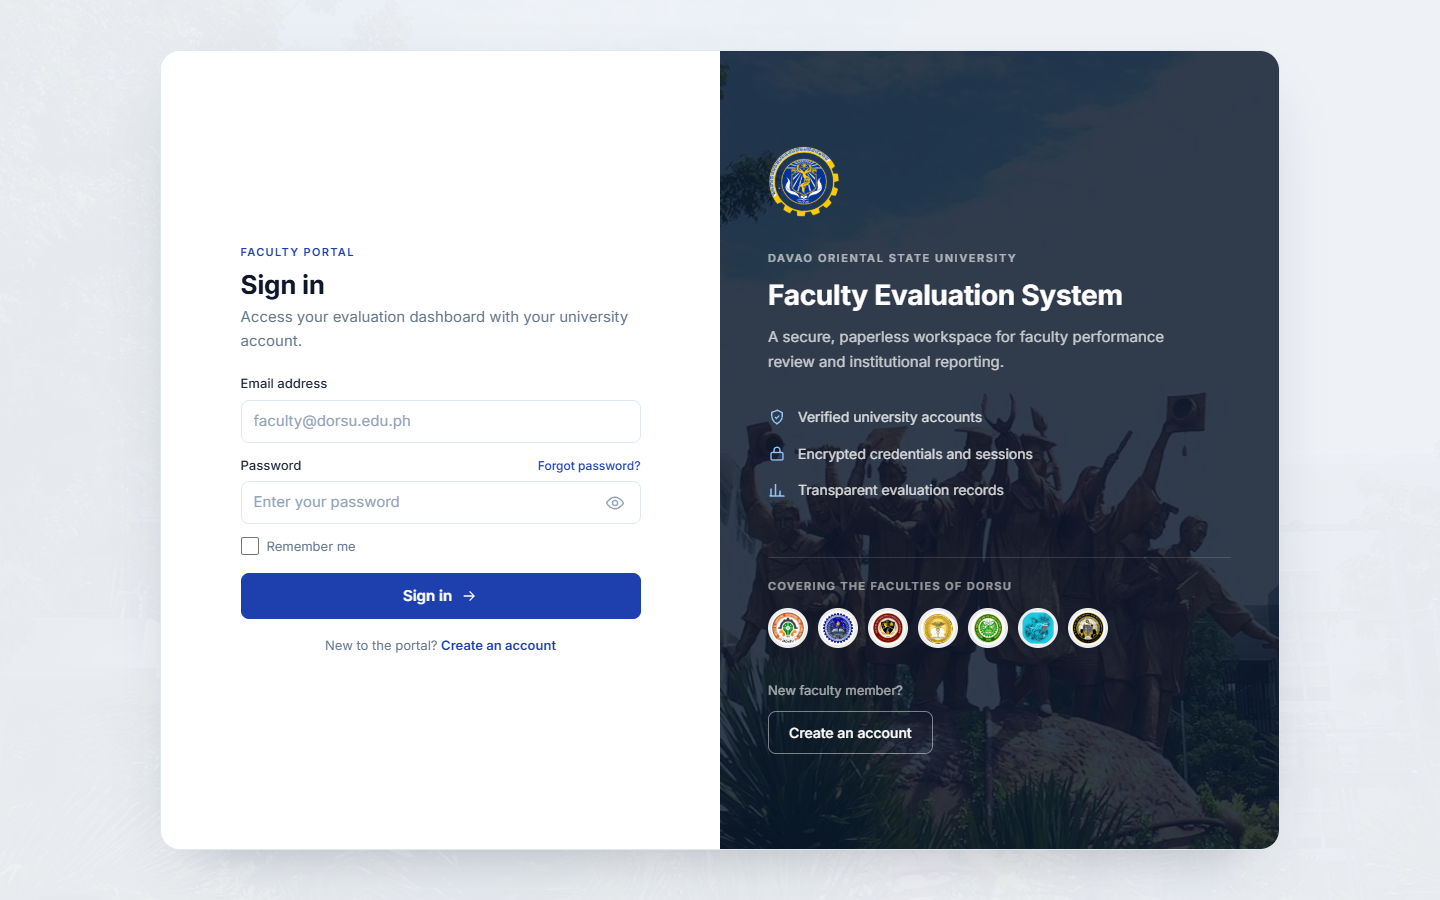 FACULTY PORTAL
Sign in
Access your evaluation dashboard with your university
account.
Email address
faculty@dorsu.edu.ph
Password
Forgot password?
Enter your password
Remember me
Sign in →
New to the portal? Create an account
DAVAO ORIENTAL STATE UNIVERSITY
Faculty Evaluation System
A secure, paperless workspace for faculty performance
review and institutional reporting.
Verified university accounts
Encrypted credentials and sessions
Transparent evaluation records
COVERING THE FACULTIES OF DORSU
New faculty member?
Create an account